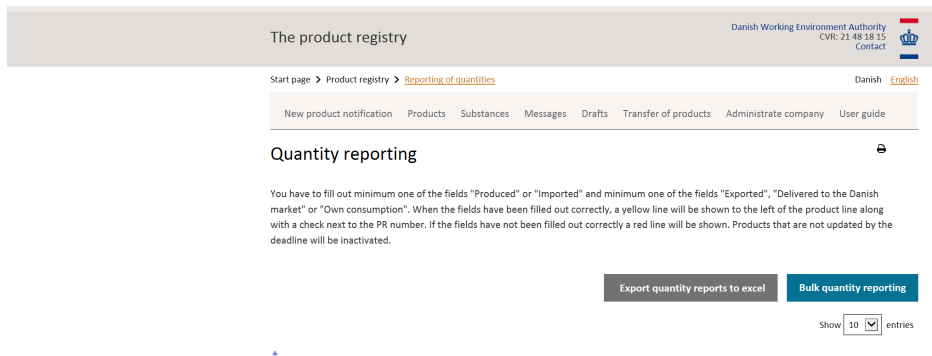 The product registry
Danish Working Environment Authority
CVR: 21 48 18 15
Contact
Start page > Product registry > Reporting of quantities
Danish English
New product notification Products Substances Messages Drafts Transfer of products Administrate company User guide
Quantity reporting
You have to fill out minimum one of the fields "Produced" or "Imported" and minimum one of the fields "Exported", "Delivered to the Danish
market" or "Own consumption". When the fields have been filled out correctly, a yellow line will be shown to the left of the product line along
with a check next to the PR number. If the fields have not been filled out correctly a red line will be shown. Products that are not updated by the
deadline will be inactivated.
Export quantity reports to excel Bulk quantity reporting
Show 10 entries